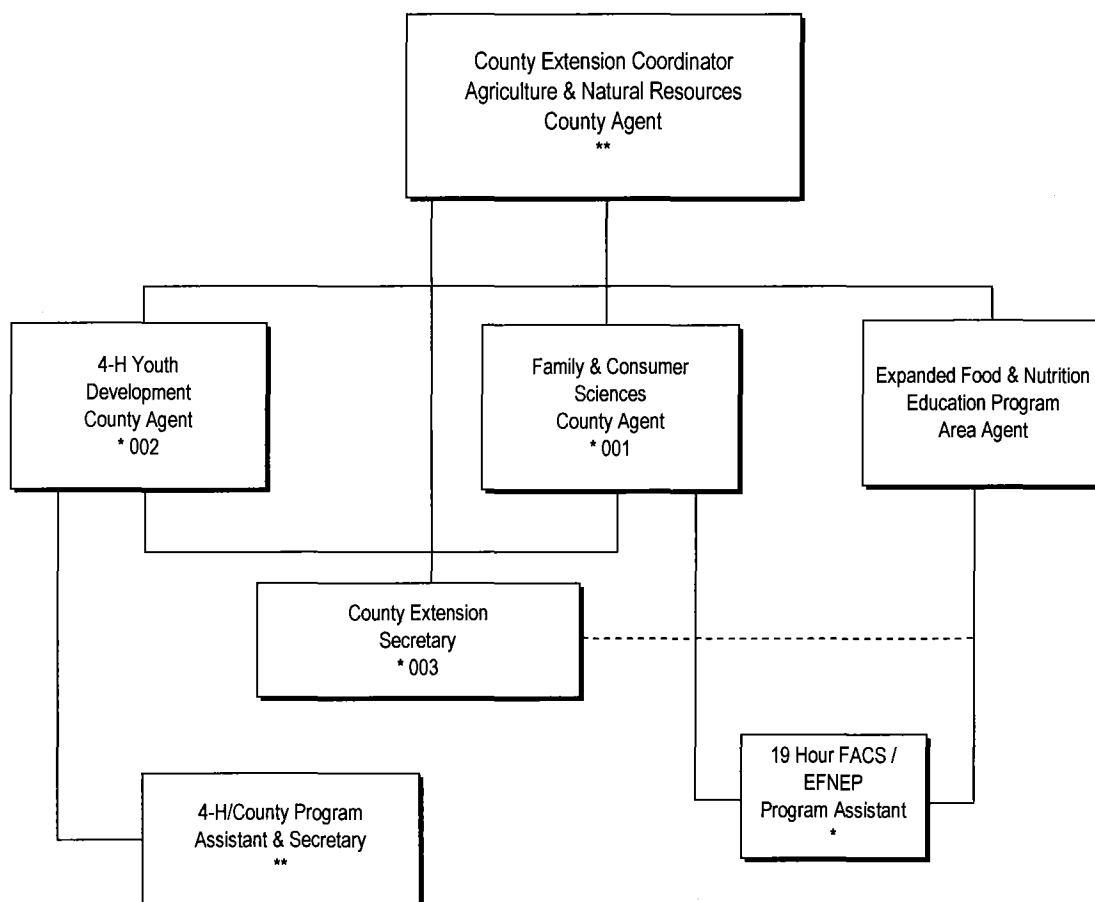 County Extension Coordinator
Agriculture & Natural Resources
County Agent
**
4-H Youth
Development
County Agent
* 002
Family & Consumer
Sciences
County Agent
* 001
Expanded Food & Nutrition
Education Program
Area Agent
County Extension
Secretary
* 003
19 Hour FACS /
EFNEP
Program Assistant
*
4-H/County Program
Assistant & Secretary
**